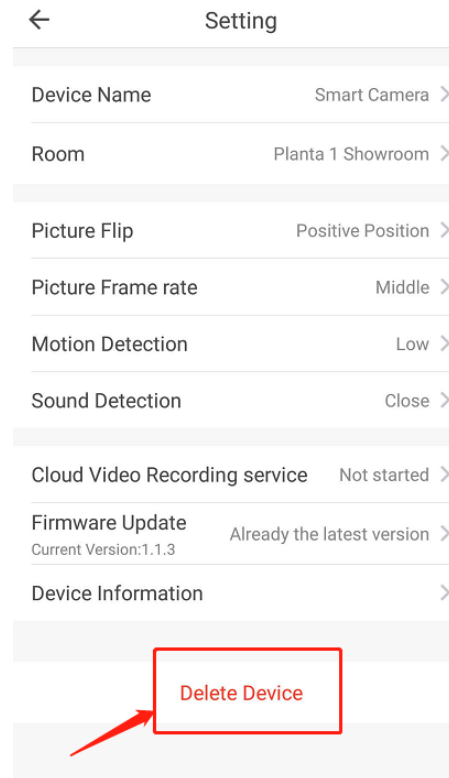 Setting
Device Name Smart Camera
Room Planta 1 Showroom
Picture Flip Positive Position
Picture Frame rate Middle
Motion Detection Low
Sound Detection Close
Cloud Video Recording service Not started
Firmware Update Already the latest version
Current Version:1.1.3
Device Information
Delete Device